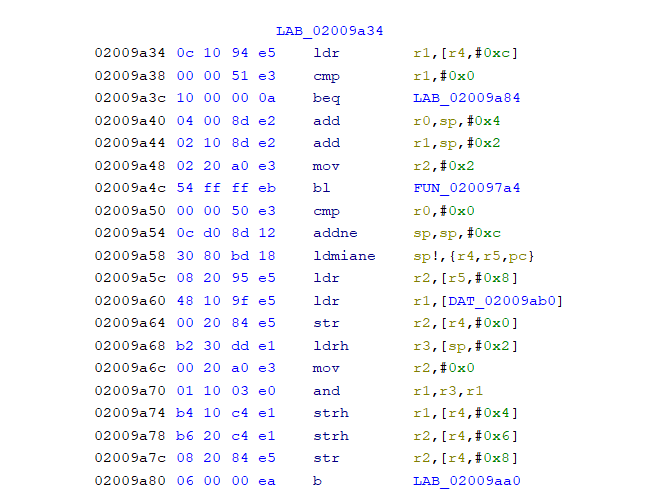 LAB_02009a34
02009a34 0c 10 94 e5 ldr r1,[r4,#0xc]
02009a38 00 00 51 e3 cmp r1,#0x0
02009a3c 10 00 00 0a beq LAB_02009a84
02009a40 04 00 8d e2 add r0,sp,#0x4
02009a44 02 10 8d e2 add r1,sp,#0x2
02009a48 02 20 a0 e3 mov r2,#0x2
02009a4c 54 ff ff eb bl FUN_020097a4
02009a50 00 00 50 e3 cmp r0,#0x0
02009a54 0c d0 8d 12 addne sp,sp,#0xc
02009a58 30 80 bd 18 ldmiane sp!,{r4,r5,pc}
02009a5c 08 20 95 e5 ldr r2,[r5,#0x8]
02009a60 48 10 9f e5 ldr r1,[DAT_02009ab0]
02009a64 00 20 84 e5 str r2,[r4,#0x0]
02009a68 b2 30 dd e1 ldrh r3,[sp,#0x2]
02009a6c 00 20 a0 e3 mov r2,#0x0
02009a70 01 10 03 e0 and r1,r3,r1
02009a74 b4 10 c4 e1 strh r1,[r4,#0x4]
02009a78 b6 20 c4 e1 strh r2,[r4,#0x6]
02009a7c 08 20 84 e5 str r2,[r4,#0x8]
02009a80 06 00 00 ea b LAB_02009aa0